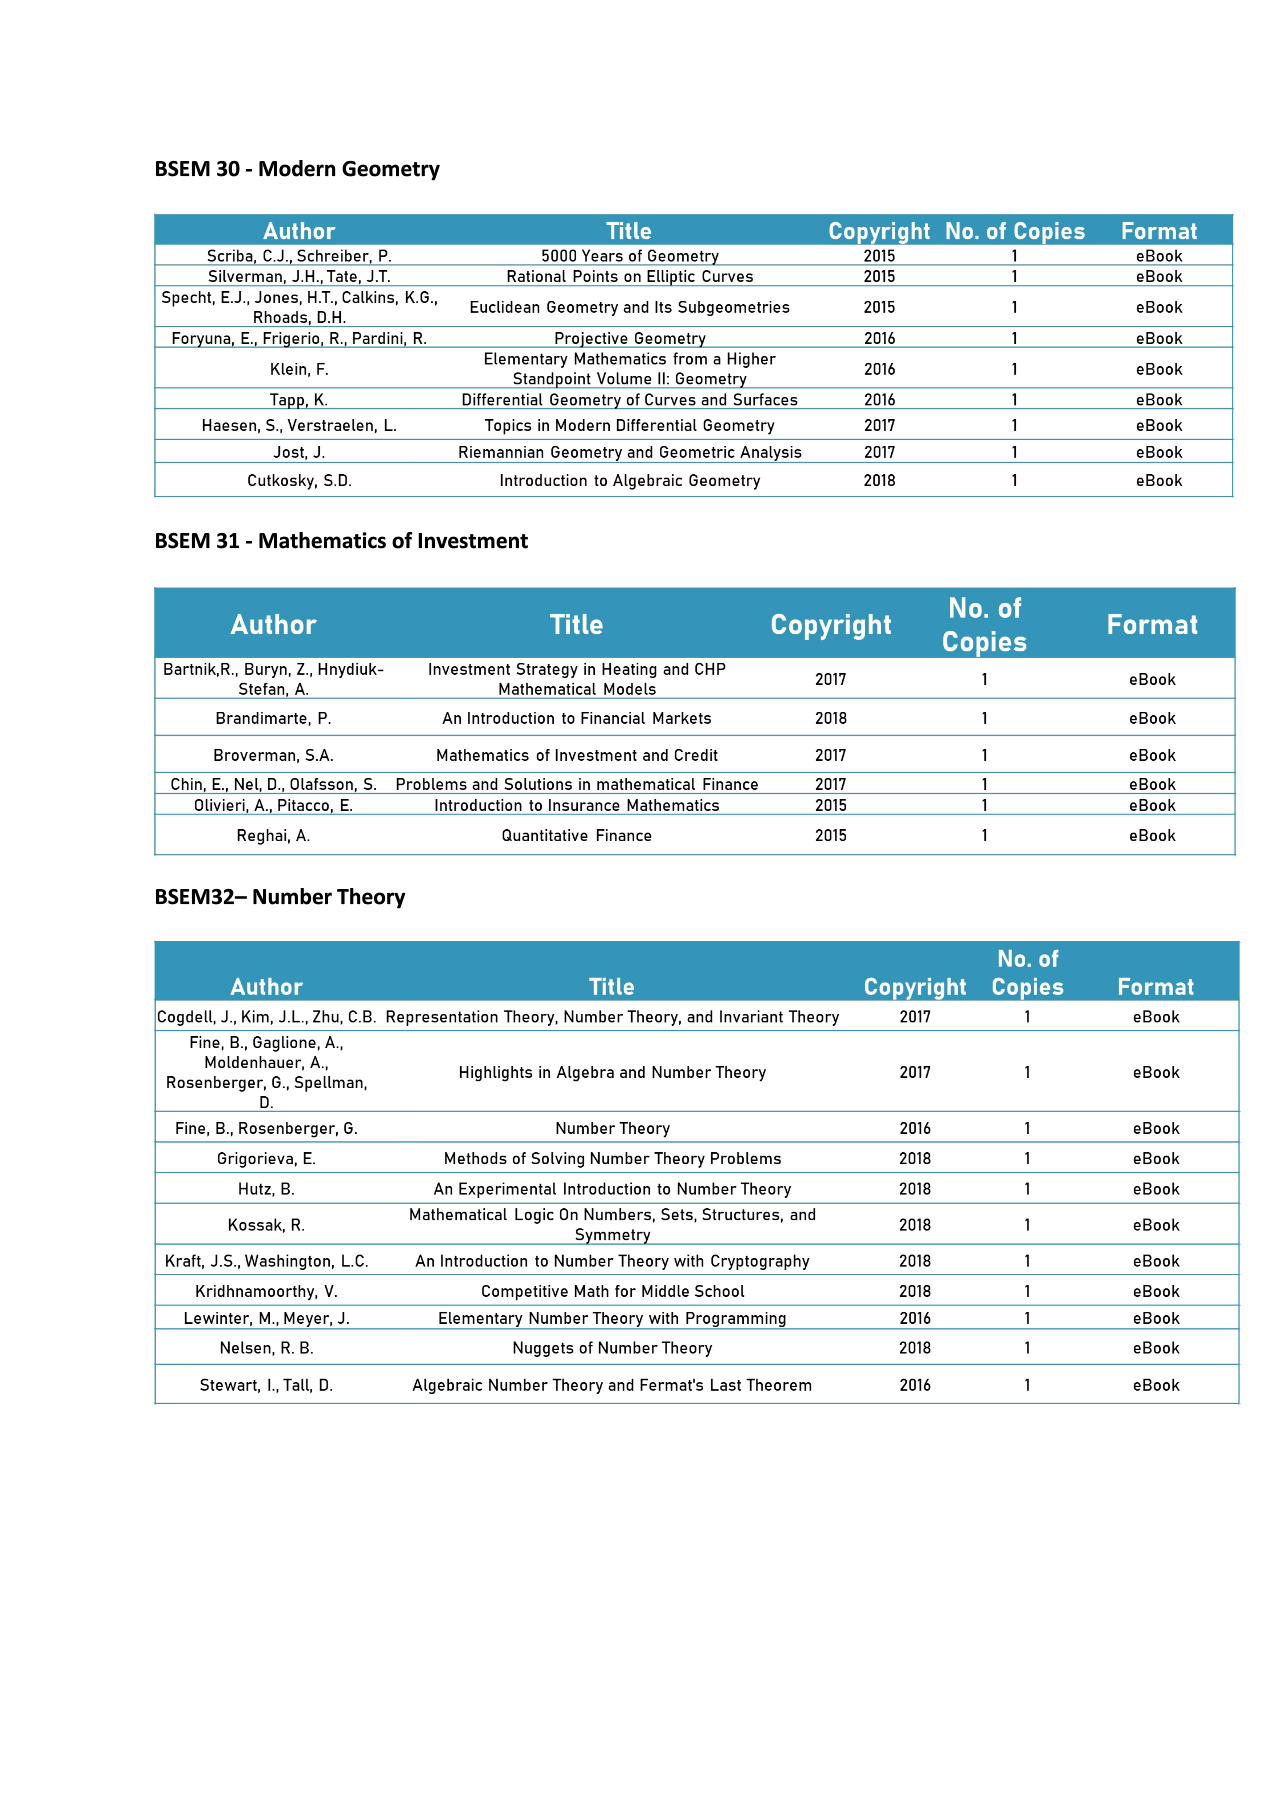 BSEM 30 - Modern Geometry
Author Title Copyright No. of Copies Format
Scriba, C.J., Schreiber, P. 5000 Years of Geometry 2015 1 eBook
Silverman, J.H., Tate, J.T. Rational Points on Elliptic Curves 2015 1 eBook
Specht, E.J., Jones, H.T., Calkins, K.G.,
Rhoads, D.H. Euclidean Geometry and Its Subgeometries 2015 1 eBook
Foryuna, E., Frigerio, R., Pardini, R. Projective Geometry 2016 1 eBook
Klein, F. Elementary Mathematics from a Higher
Standpoint Volume II: Geometry 2016 1 eBook
Tapp, K. Differential Geometry of Curves and Surfaces 2016 1 eBook
Haesen, S., Verstraelen, L. Topics in Modern Differential Geometry 2017 1 eBook
Jost, J. Riemannian Geometry and Geometric Analysis 2017 1 eBook
Cutkosky, S.D. Introduction to Algebraic Geometry 2018 1 eBook
BSEM 31 - Mathematics of Investment
Author Title Copyright No. of
Copies Format
Bartnik,R., Buryn, Z., Hnydiuk-
Stefan, A. Investment Strategy in Heating and CHP
Mathematical Models 2017 1 eBook
Brandimarte, P. An Introduction to Financial Markets 2018 1 eBook
Broverman, S.A. Mathematics of Investment and Credit 2017 1 eBook
Chin, E., Nel, D., Olafsson, S. Problems and Solutions in mathematical Finance 2017 1 eBook
Olivieri, A., Pitacco, E. Introduction to Insurance Mathematics 2015 1 eBook
Reghai, A. Quantitative Finance 2015 1 eBook
BSEM32– Number Theory
Author Title Copyright No. of
Copies Format
Cogdell, J., Kim, J.L., Zhu, C.B. Representation Theory, Number Theory, and Invariant Theory 2017 1 eBook
Fine, B., Gaglione, A.,
Moldenhauer, A.,
Rosenberger, G., Spellman,
D. Highlights in Algebra and Number Theory 2017 1 eBook
Fine, B., Rosenberger, G. Number Theory 2016 1 eBook
Grigorieva, E. Methods of Solving Number Theory Problems 2018 1 eBook
Hutz, B. An Experimental Introduction to Number Theory 2018 1 eBook
Kossak, R. Mathematical Logic On Numbers, Sets, Structures, and
Symmetry 2018 1 eBook
Kraft, J.S., Washington, L.C. An Introduction to Number Theory with Cryptography 2018 1 eBook
Kridhnamoorthy, V. Competitive Math for Middle School 2018 1 eBook
Lewinter, M., Meyer, J. Elementary Number Theory with Programming 2016 1 eBook
Nelsen, R. B. Nuggets of Number Theory 2018 1 eBook
Stewart, I., Tall, D. Algebraic Number Theory and Fermat's Last Theorem 2016 1 eBook